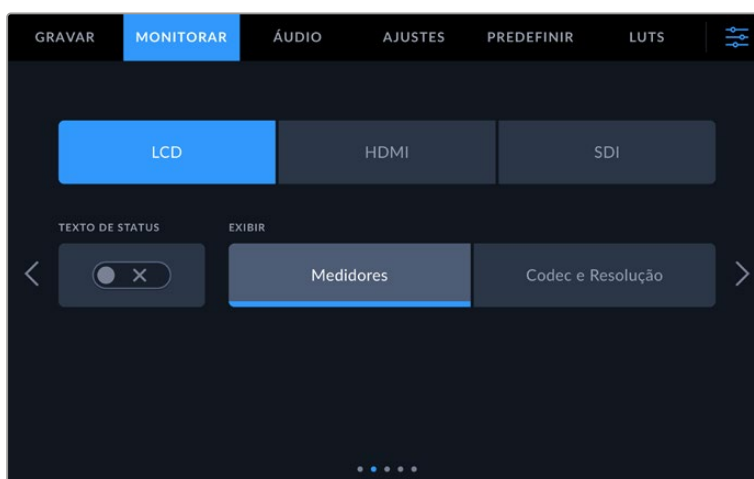 GRAVAR MONITORAR ÁUDIO AJUSTES PREDEFINIR LUTS
LCD HDMI SDI
TEXTO DE STATUS EXIBIR
Medidores Codec e Resolução